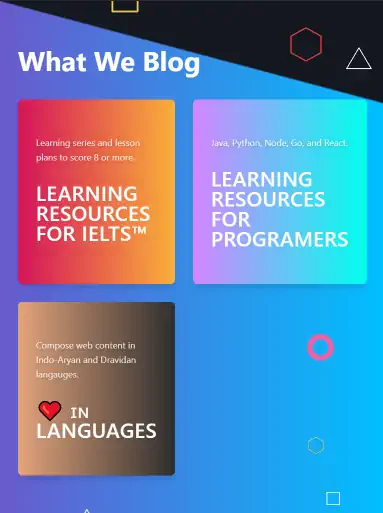 What We Blog
Learning series and lesson
plans to score 8 or more.
LEARNING
RESOURCES
FOR IELTS™
Java, Python, Node, Go, and React.
LEARNING
RESOURCES
FOR
PROGRAMERS
Compose web content in
Indo-Aryan and Dravidan
langauges.
❤️ IN
LANGUAGES